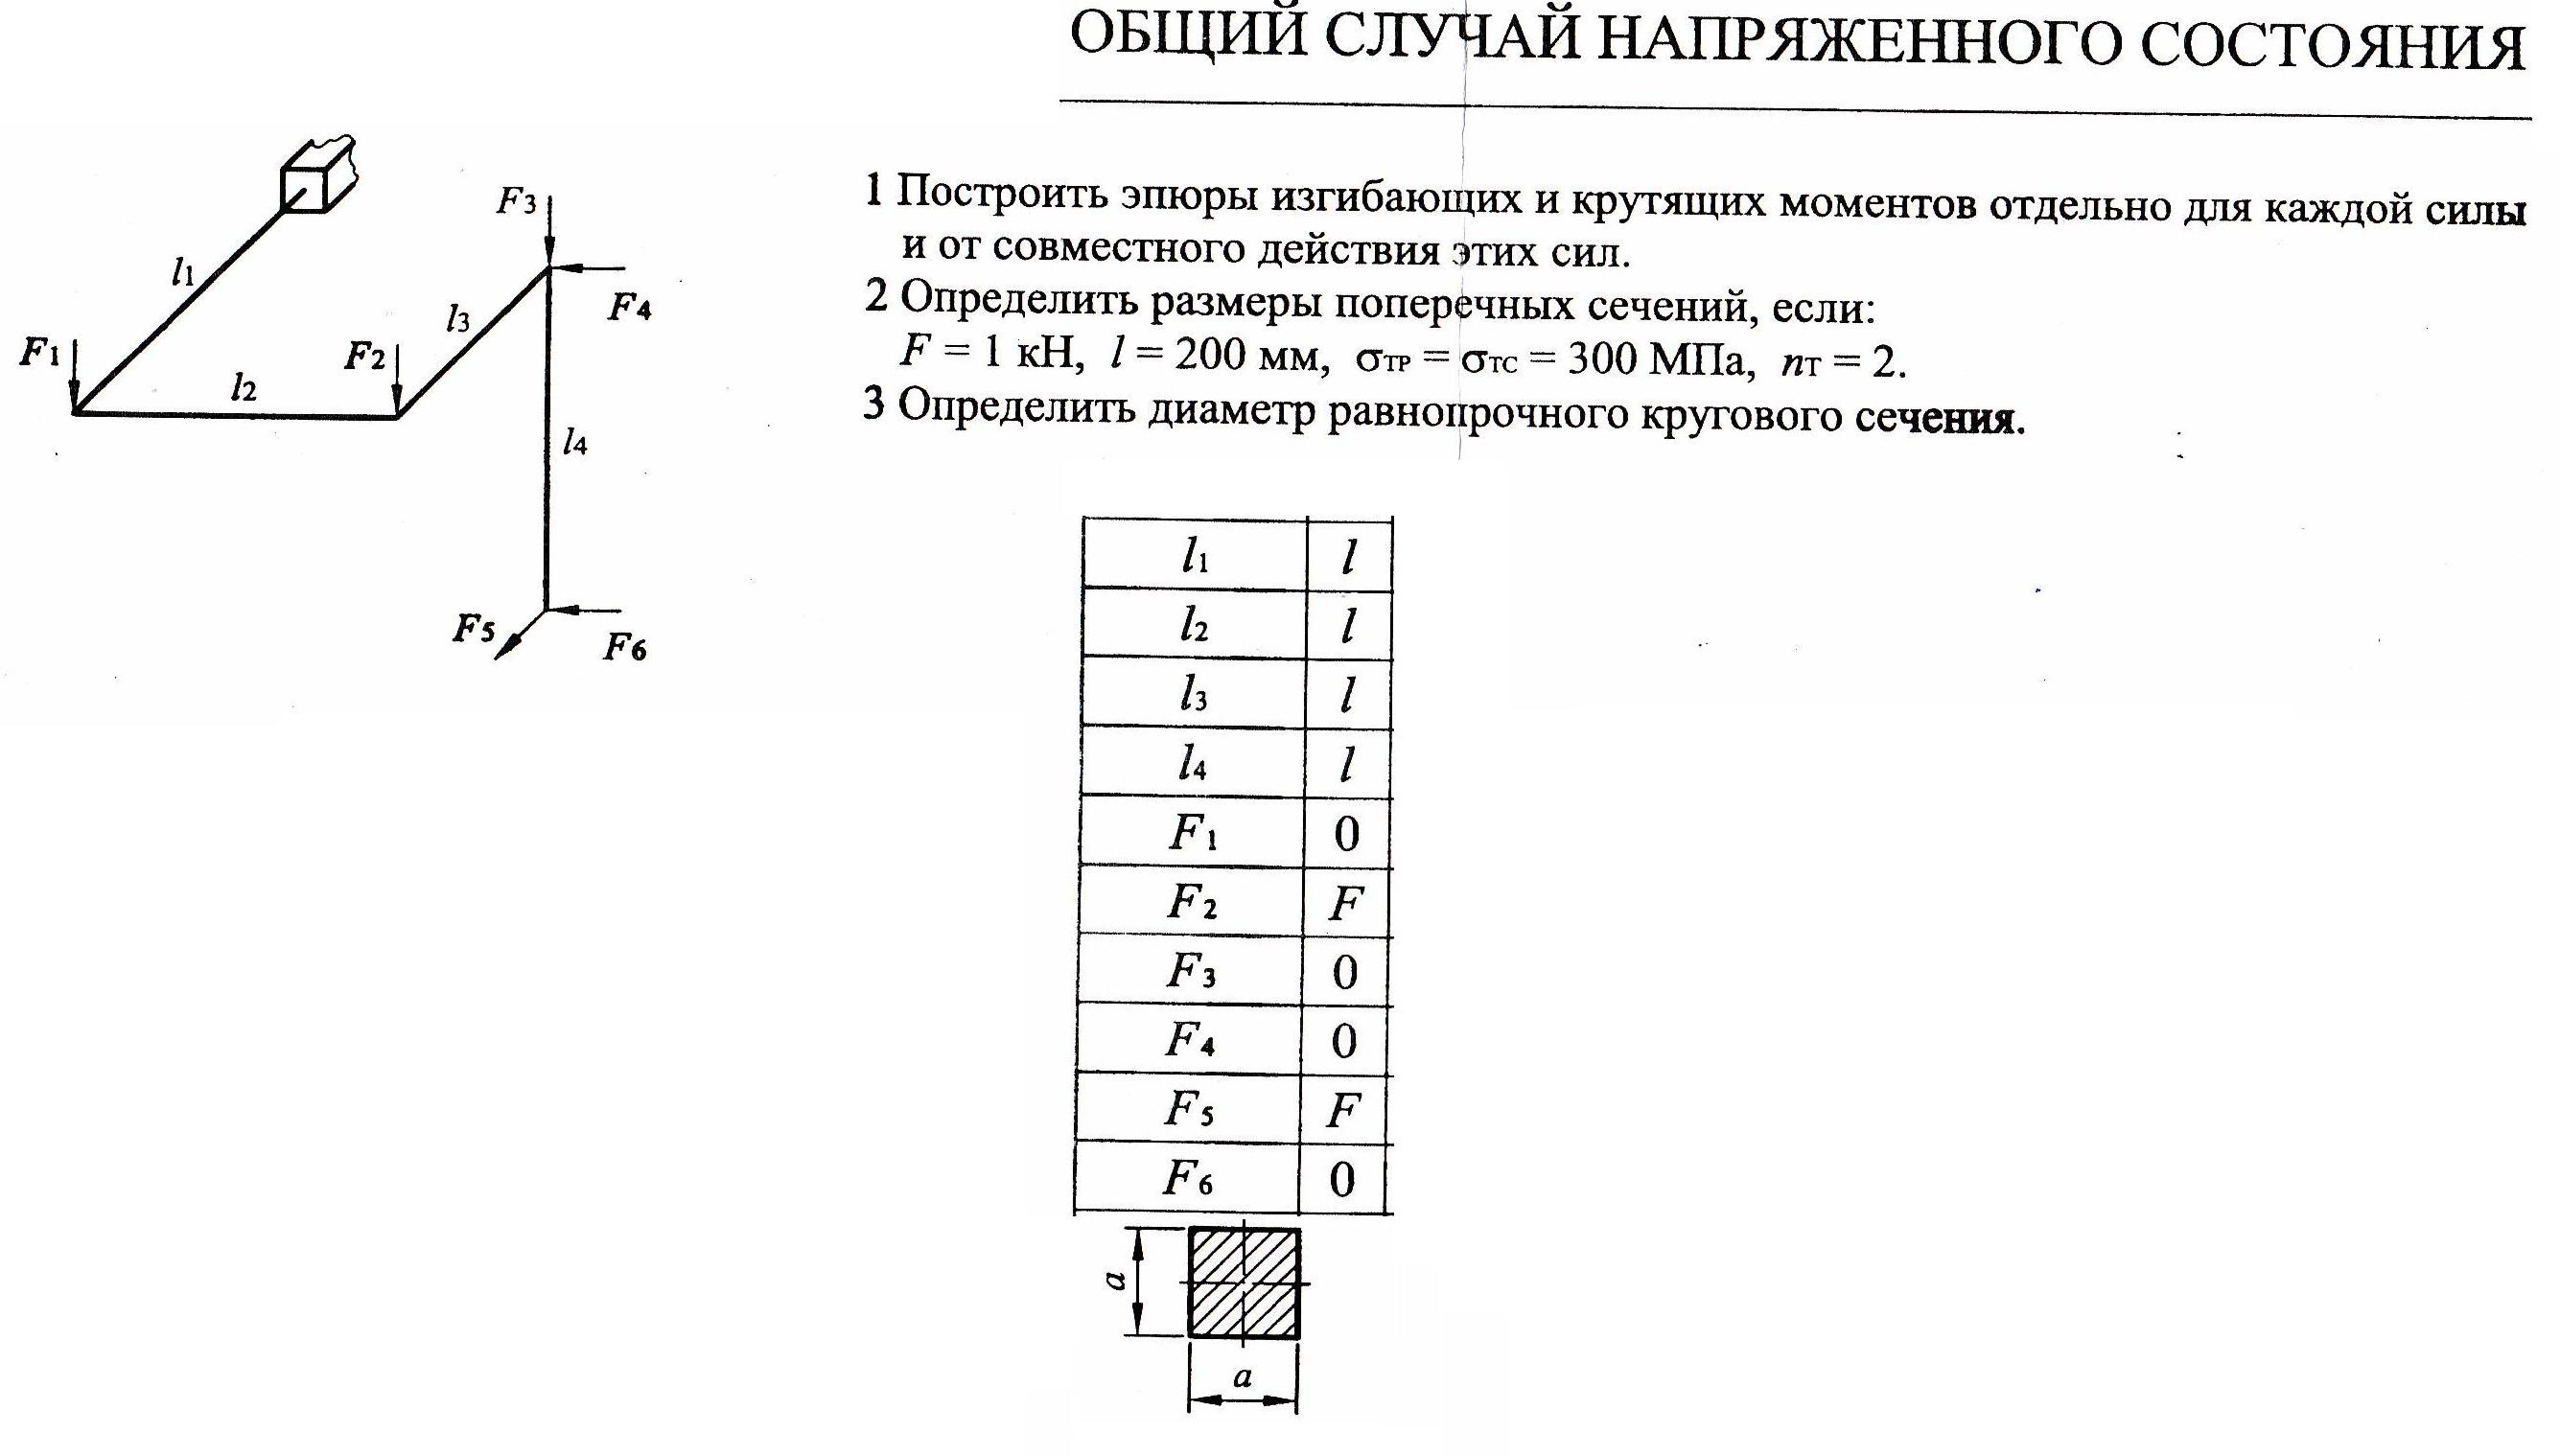 ОБЩИЙ СЛУЧАЙ НАПРЯЖЕННОГО СОСТОЯНИЯ
1 Построить эпюры изгибающих и крутящих моментов отдельно для каждой силы
и от совместного действия этих сил.
2 Определить размеры поперечных сечений, если:
F = 1 кН, l = 200 мм, σтр = σтс = 300 МПа, nт = 2.
3 Определить диаметр равнопрочного кругового сечения.
F3
l1
F4
l3
F1
F2
l2
l4
F5
F6
l1 l
l2 l
l3 l
l4 l
F1 0
F2 F
F3 0
F4 0
F5 F
F6 0
a
a